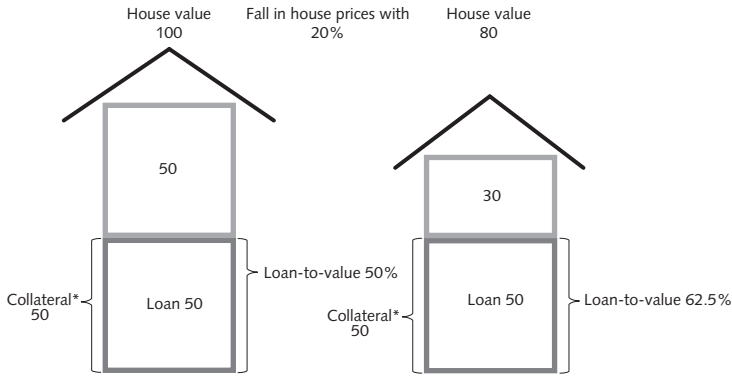 House value
100
Fall in house prices with
20%
House value
80
50
30
Collateral*
50
Loan 50
Loan-to-value 50%
Collateral*
50
Loan 50
Loan-to-value 62.5%